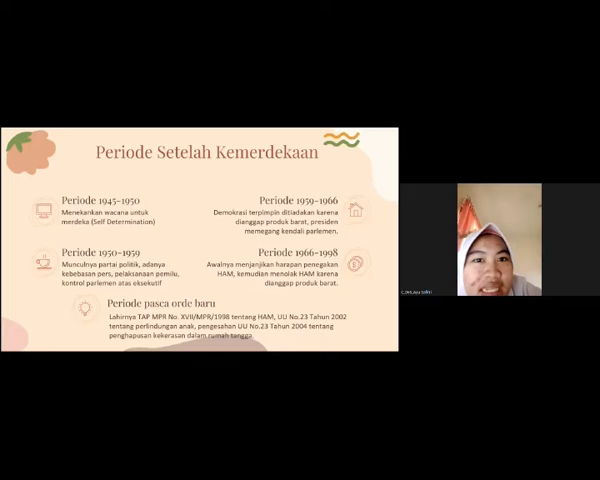 Periode Setelah Kemerdekaan
Periode 1945-1950
Menekankan wacana untuk
merdeka (Self Determination)
Periode 1959-1966
Demokrasi terpimpin ditiadakan karena
dianggap produk barat, presiden
memegang kendali parlemen.
Periode 1950-1959
Munculnya partai politik, adanya
kebebasan pers, pelaksanaan pemilu,
kontrol parlemen atas eksekutif
Periode 1966-1998
Awalnya menjanjikan harapan penegakan
HAM, kemudian menolak HAM karena
dianggap produk barat.
Periode pasca orde baru
Lahirnya TAP MPR No. XVII/MPR/1998 tentang HAM, UU No.23 Tahun 2002
tentang perlindungan anak, pengesahan UU No.23 Tahun 2004 tentang
penghapusan kekerasan dalam rumah tangga